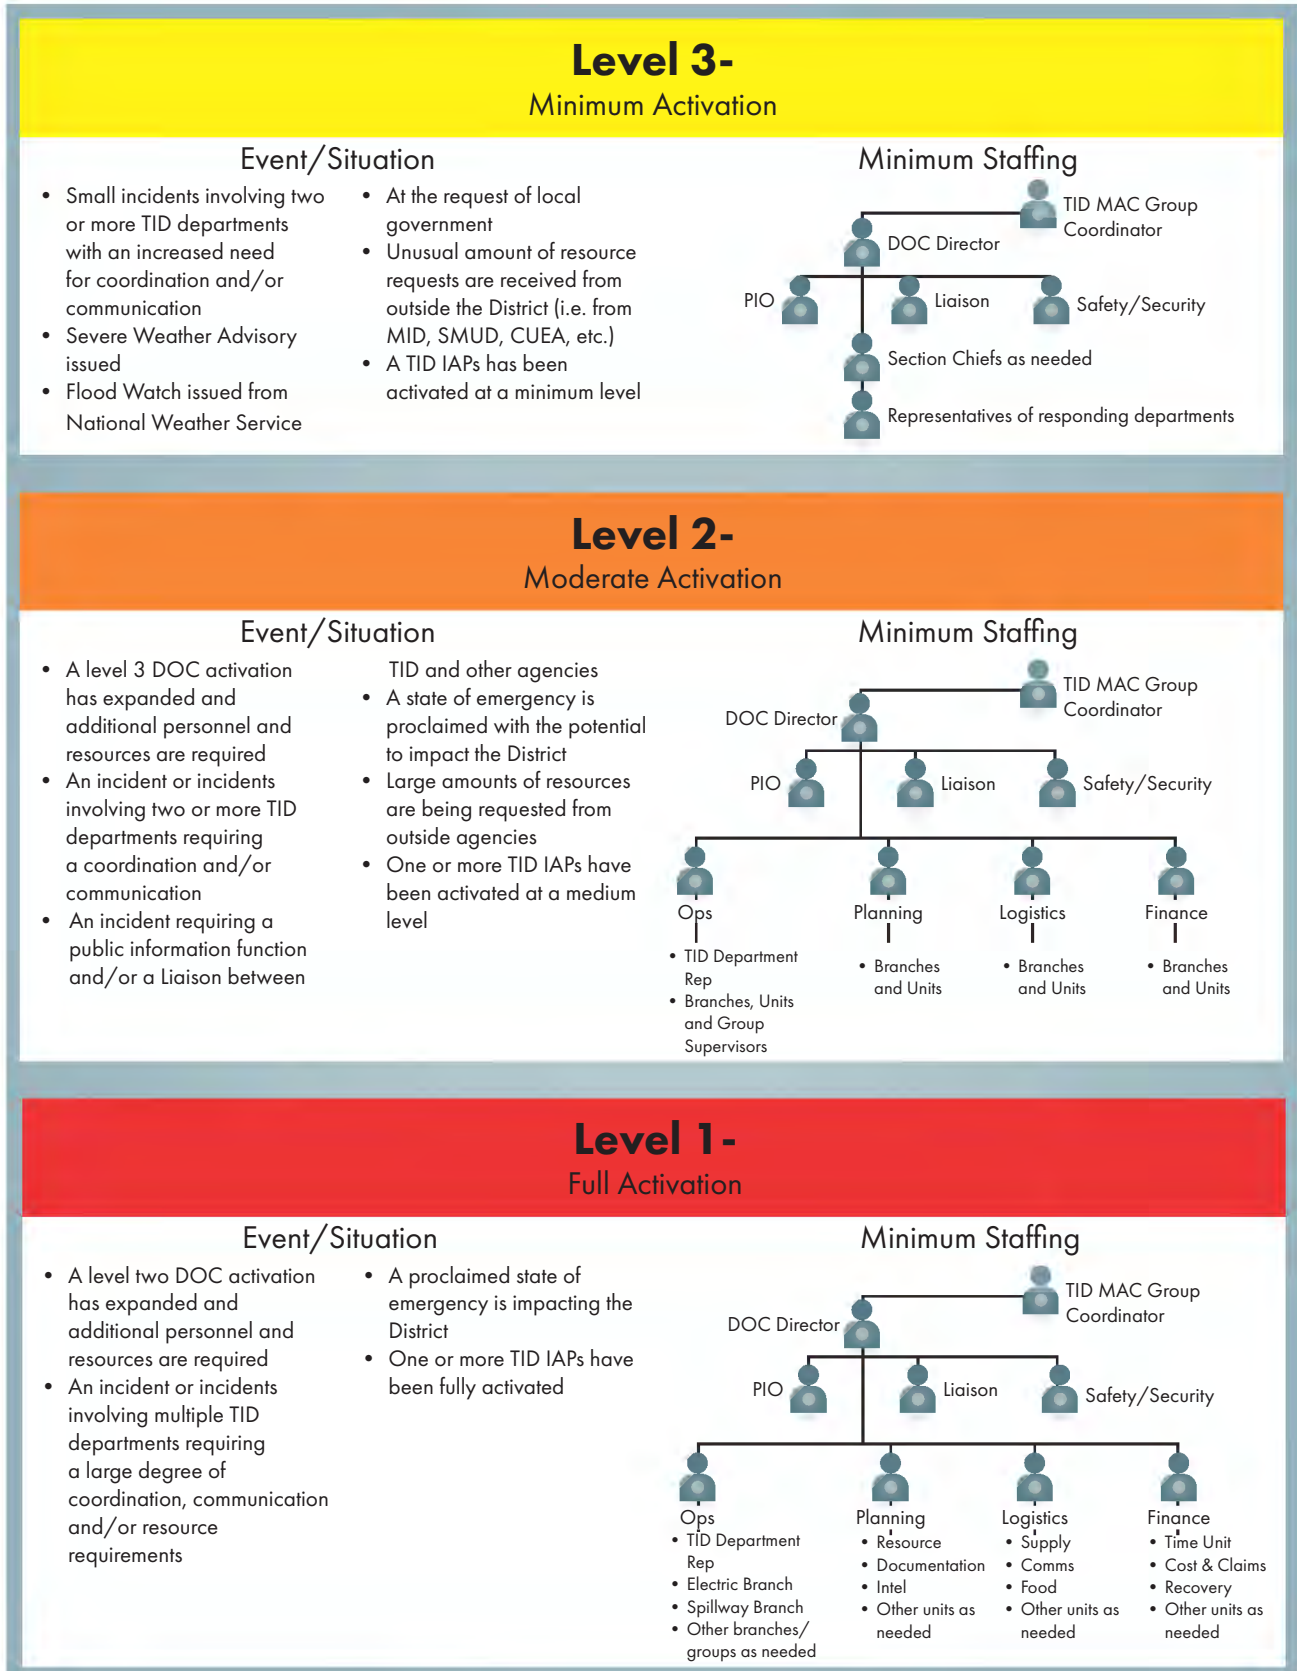 Level 3-
Minimum Activation
Event/Situation
• Small incidents involving two
or more TID departments
with an increased need
for coordination and/or
communication
• Severe Weather Advisory
issued
• Flood Watch issued from
National Weather Service
• At the request of local
government
• Unusual amount of resource
requests are received from
outside the District (i.e. from
MID, SMUD, CUEA, etc.)
• A TID IAPs has been
activated at a minimum level
Minimum Staffing
TID MAC Group
Coordinator
DOC Director
PIO
Liaison
Safety/Security
Section Chiefs as needed
Representatives of responding departments
Level 2-
Moderate Activation
Event/Situation
• A level 3 DOC activation
has expanded and
additional personnel and
resources are required
• An incident or incidents
involving two or more TID
departments requiring
a coordination and/or
communication
• An incident requiring a
public information function
and/or a Liaison between
TID and other agencies
• A state of emergency is
proclaimed with the potential
to impact the District
• Large amounts of resources
are being requested from
outside agencies
• One or more TID IAPs have
been activated at a medium
level
Minimum Staffing
TID MAC Group
Coordinator
DOC Director
PIO
Liaison
Safety/Security
Ops
• TID Department
Rep
• Branches, Units
and Group
Supervisors
Planning
• Branches
and Units
Logistics
• Branches
and Units
Finance
• Branches
and Units
Level 1-
Full Activation
Event/Situation
• A level two DOC activation
has expanded and
additional personnel and
resources are required
• An incident or incidents
involving multiple TID
departments requiring
a large degree of
coordination, communication
and/or resource
requirements
• A proclaimed state of
emergency is impacting the
District
• One or more TID IAPs have
been fully activated
Minimum Staffing
TID MAC Group
Coordinator
DOC Director
PIO
Liaison
Safety/Security
Ops
• TID Department
Rep
• Electric Branch
• Spillway Branch
• Other branches/
groups as needed
Planning
• Resource
• Documentation
• Intel
• Other units as
needed
Logistics
• Supply
• Comms
• Food
• Other units as
needed
Finance
• Time Unit
• Cost & Claims
• Recovery
• Other units as
needed